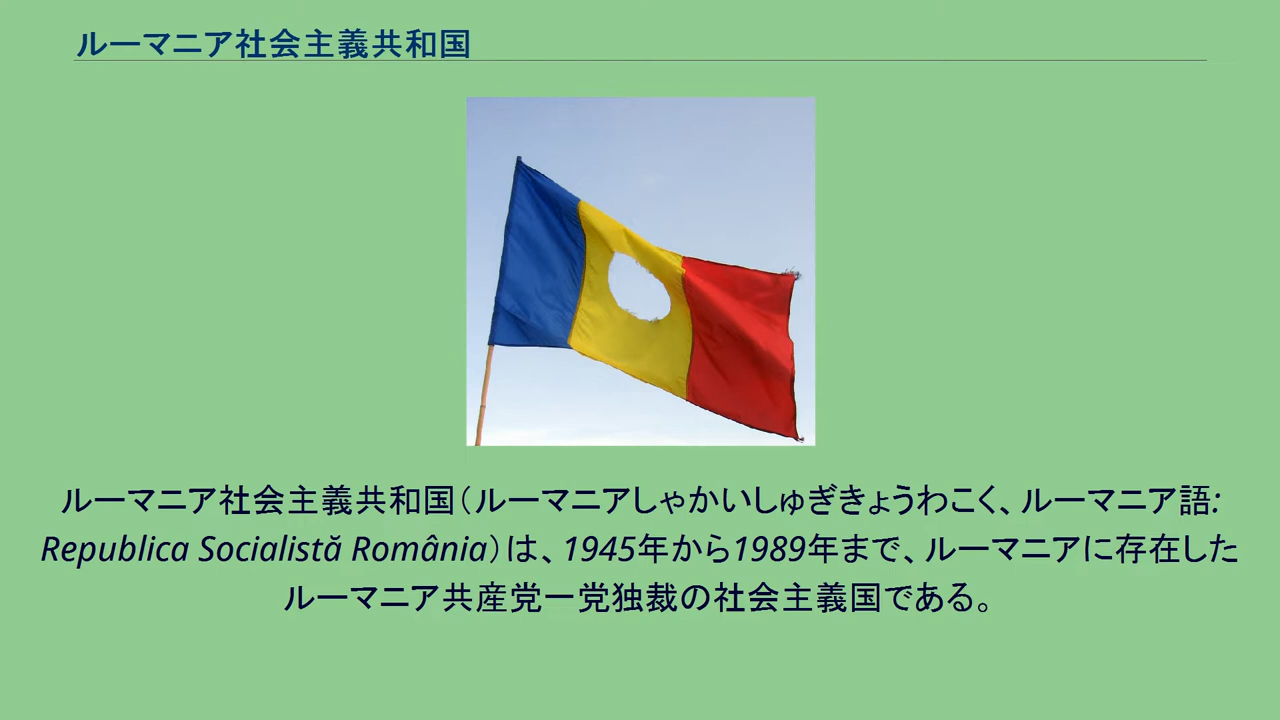 ルーマニア社会主義共和国
ルーマニア社会主義共和国（ルーマニアしゃかいしゅぎきょうわこく、ルーマニア語:
Republica Socialistă România）は、1945年から1989年まで、ルーマニアに存在した
ルーマニア共産党一党独裁の社会主義国である。